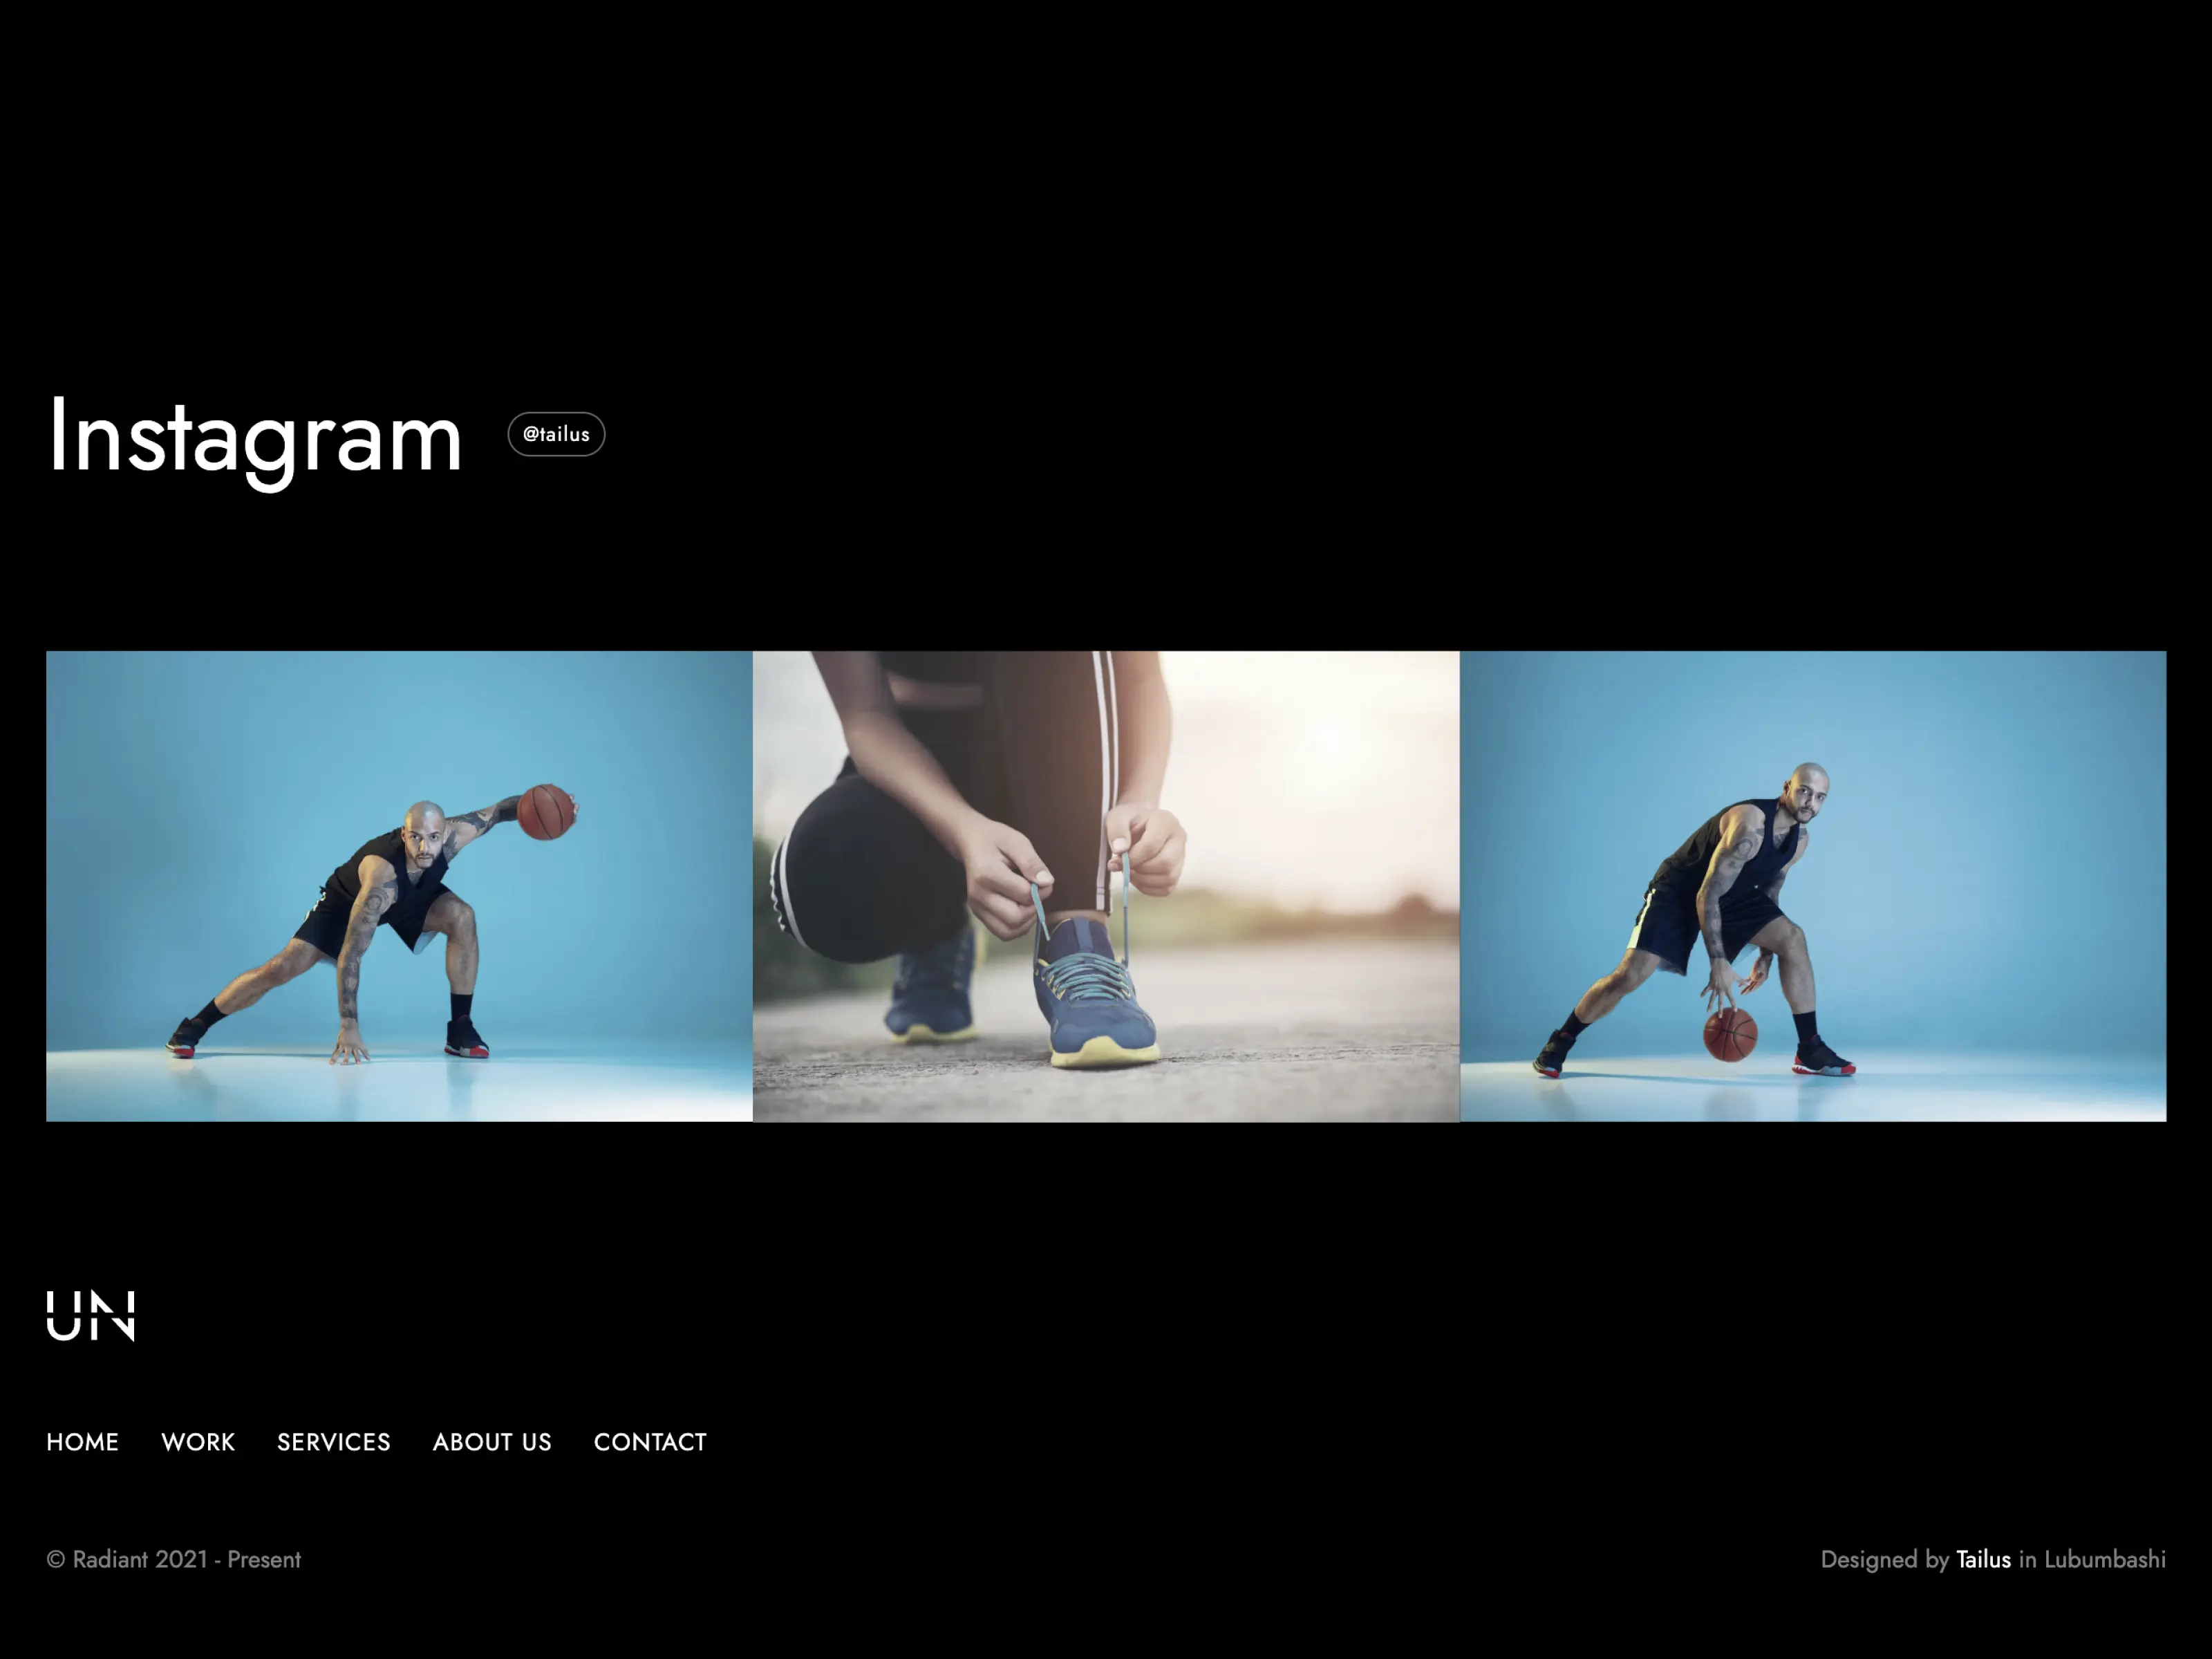 Instagram @tailus
UN
HOME WORK SERVICES ABOUT US CONTACT
© Radiant 2021 - Present
Designed by Tailus in Lubumbashi